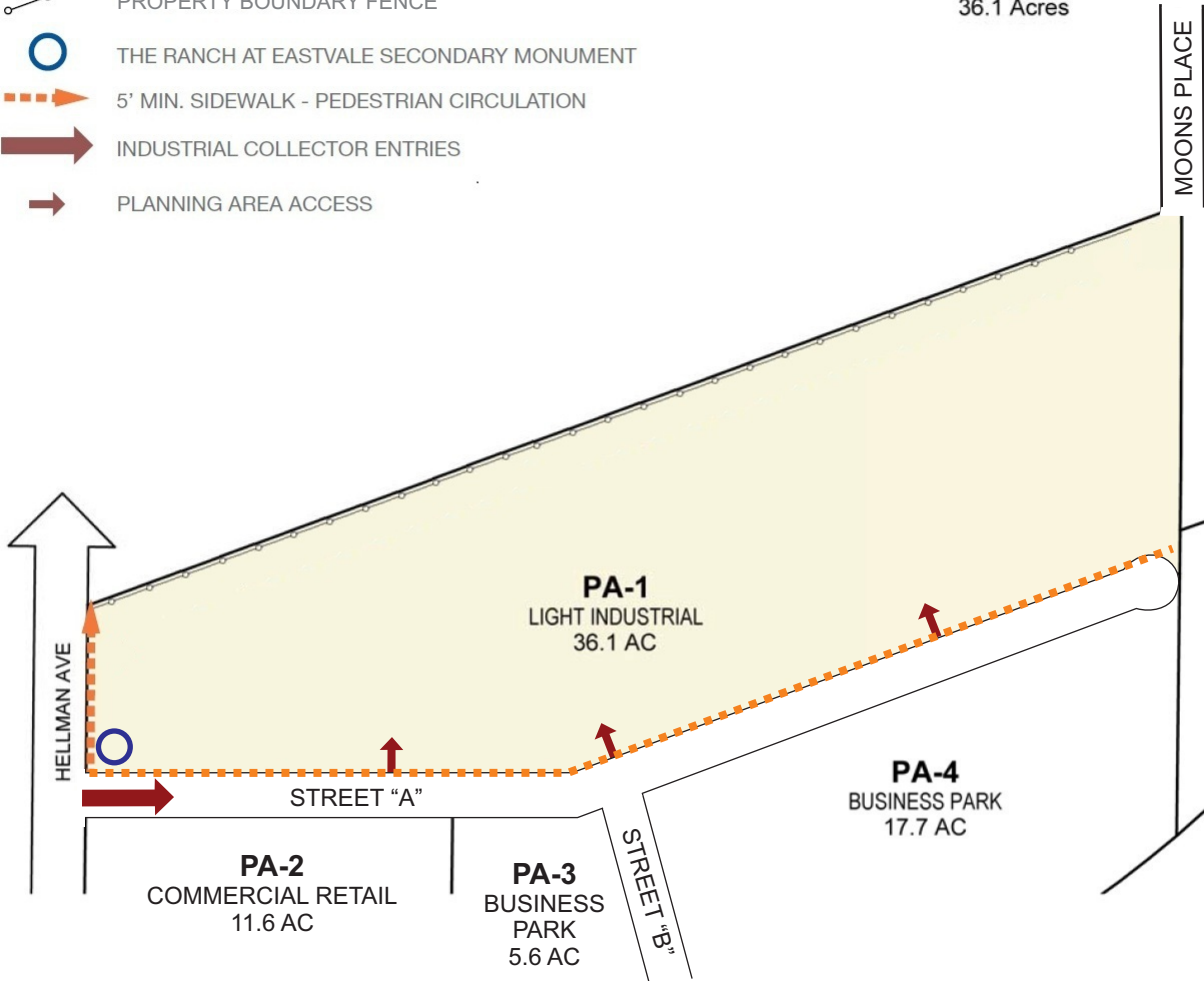 PROPERTY BOUNDARY FENCE
36.1 Acres
THE RANCH AT EASTVALE SECONDARY MONUMENT
5’ MIN. SIDEWALK - PEDESTRIAN CIRCULATION
INDUSTRIAL COLLECTOR ENTRIES
PLANNING AREA ACCESS
MOONS PLACE
PA-1
LIGHT INDUSTRIAL
36.1 AC
HELLMAN AVE
STREET “A”
PA-4
BUSINESS PARK
17.7 AC
PA-2
COMMERCIAL RETAIL
11.6 AC
PA-3
BUSINESS
PARK
5.6 AC
STREET “B”